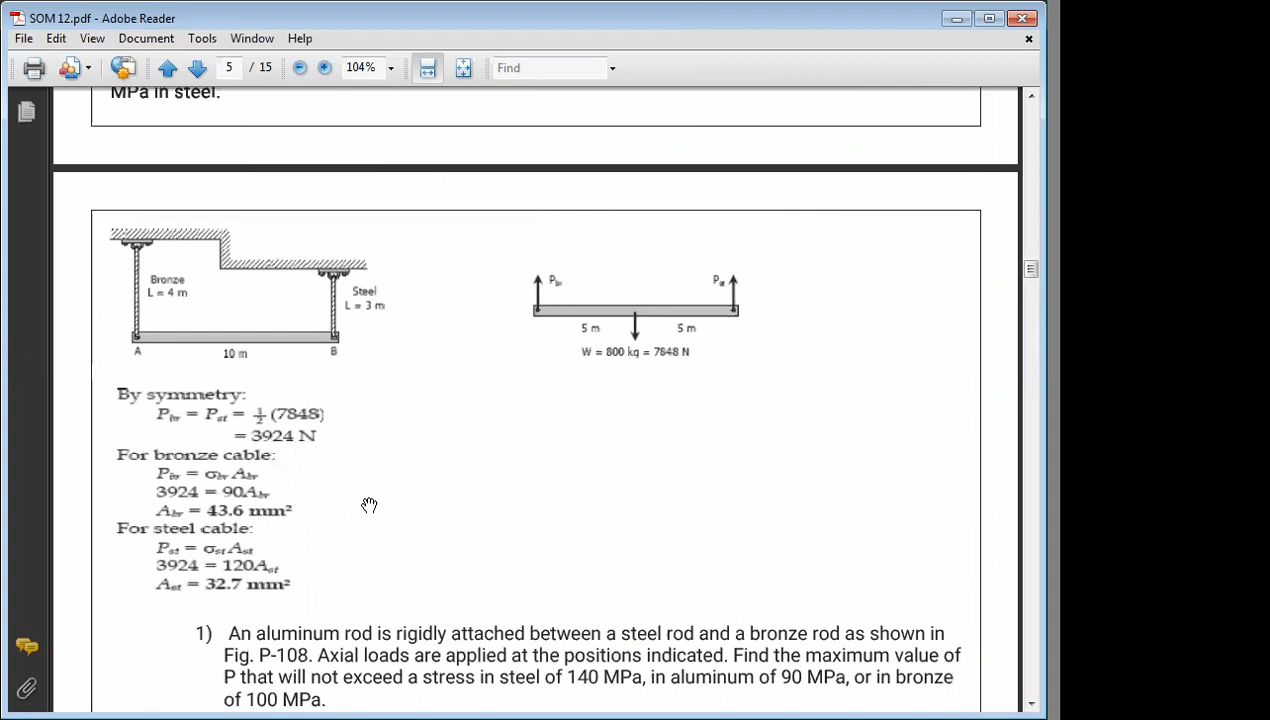 SOM 12.pdf - Adobe Reader
File Edit View Document Tools Window Help
5 / 15 104% Find
MPa in steel.
Bronze
L = 4 m
Steel
L = 3 m
A 10 m B
Pbr Pst
5 m 5 m
W = 800 kg = 7848 N
By symmetry:
Pbr = Pst = ½ (7848)
= 3924 N
For bronze cable:
Pbr = σbr Abr
3924 = 90Abr
Abr = 43.6 mm²
For steel cable:
Pst = σst Ast
3924 = 120Ast
Ast = 32.7 mm²
1) An aluminum rod is rigidly attached between a steel rod and a bronze rod as shown in
Fig. P-108. Axial loads are applied at the positions indicated. Find the maximum value of
P that will not exceed a stress in steel of 140 MPa, in aluminum of 90 MPa, or in bronze
of 100 MPa.